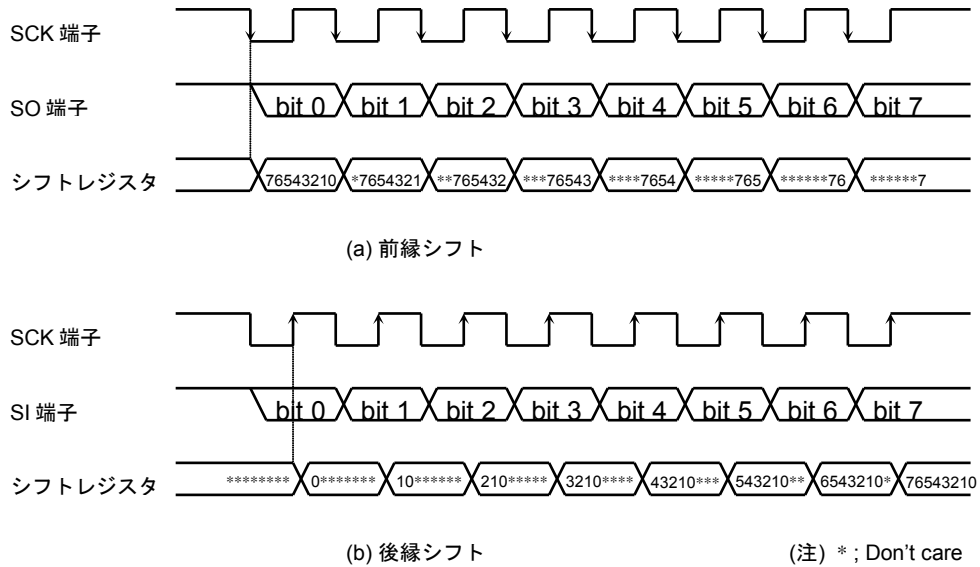 SCK 端子
SO 端子 bit 0 bit 1 bit 2 bit 3 bit 4 bit 5 bit 6 bit 7
シフトレジスタ 76543210 *7654321 **765432 ***76543 ****7654 *****765 ******76 ******7
(a) 前縁シフト
SCK 端子
SI 端子 bit 0 bit 1 bit 2 bit 3 bit 4 bit 5 bit 6 bit 7
シフトレジスタ ******** 0******* 10****** 210***** 3210**** 43210*** 543210** 6543210* 76543210
(b) 後縁シフト (注) * ; Don't care